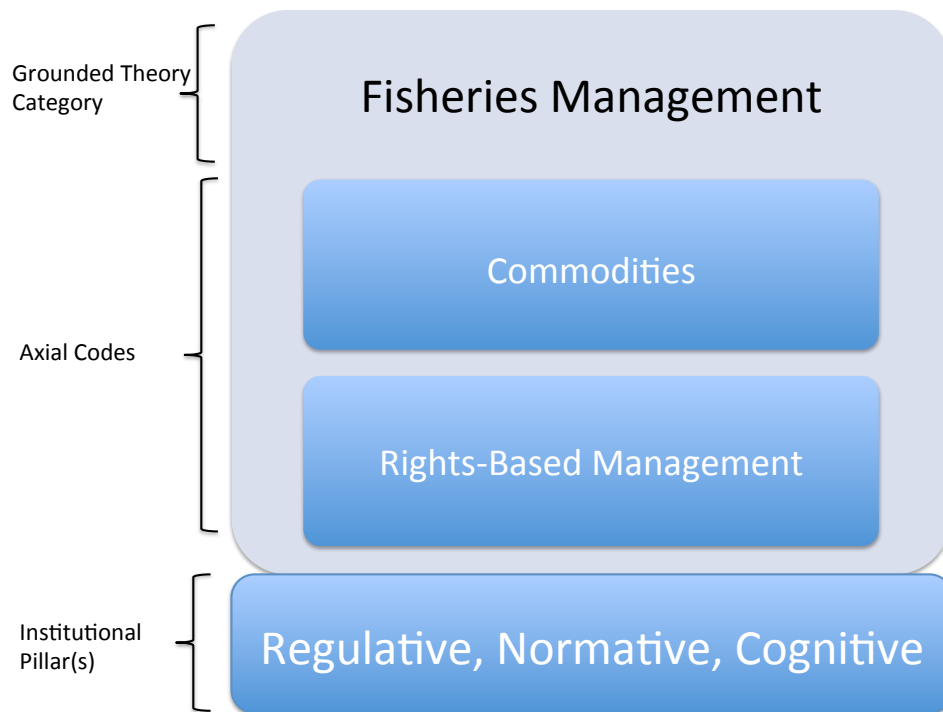 Grounded Theory
Category
Fisheries Management
Commodities
Axial Codes
Rights-Based Management
Institutional
Pillar(s)
Regulative, Normative, Cognitive